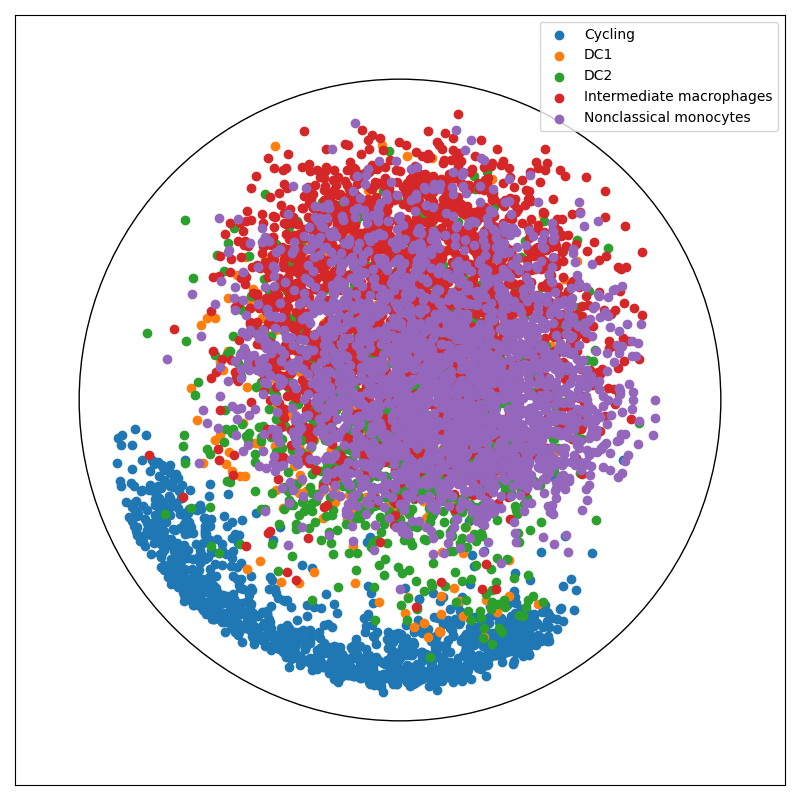 Cycling
DC1
DC2
Intermediate macrophages
Nonclassical monocytes